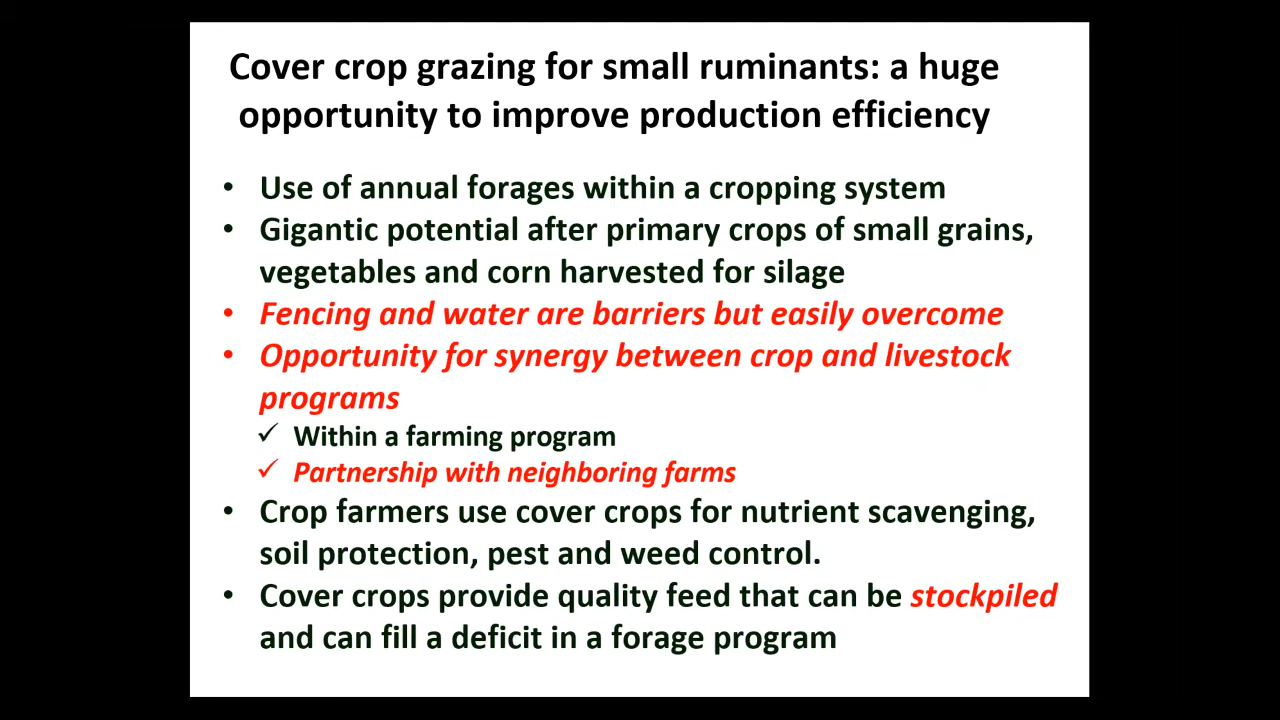 Cover crop grazing for small ruminants: a huge
opportunity to improve production efficiency
• Use of annual forages within a cropping system
• Gigantic potential after primary crops of small grains,
vegetables and corn harvested for silage
• Fencing and water are barriers but easily overcome
• Opportunity for synergy between crop and livestock
programs
✓ Within a farming program
✓ Partnership with neighboring farms
• Crop farmers use cover crops for nutrient scavenging,
soil protection, pest and weed control.
• Cover crops provide quality feed that can be stockpiled
and can fill a deficit in a forage program